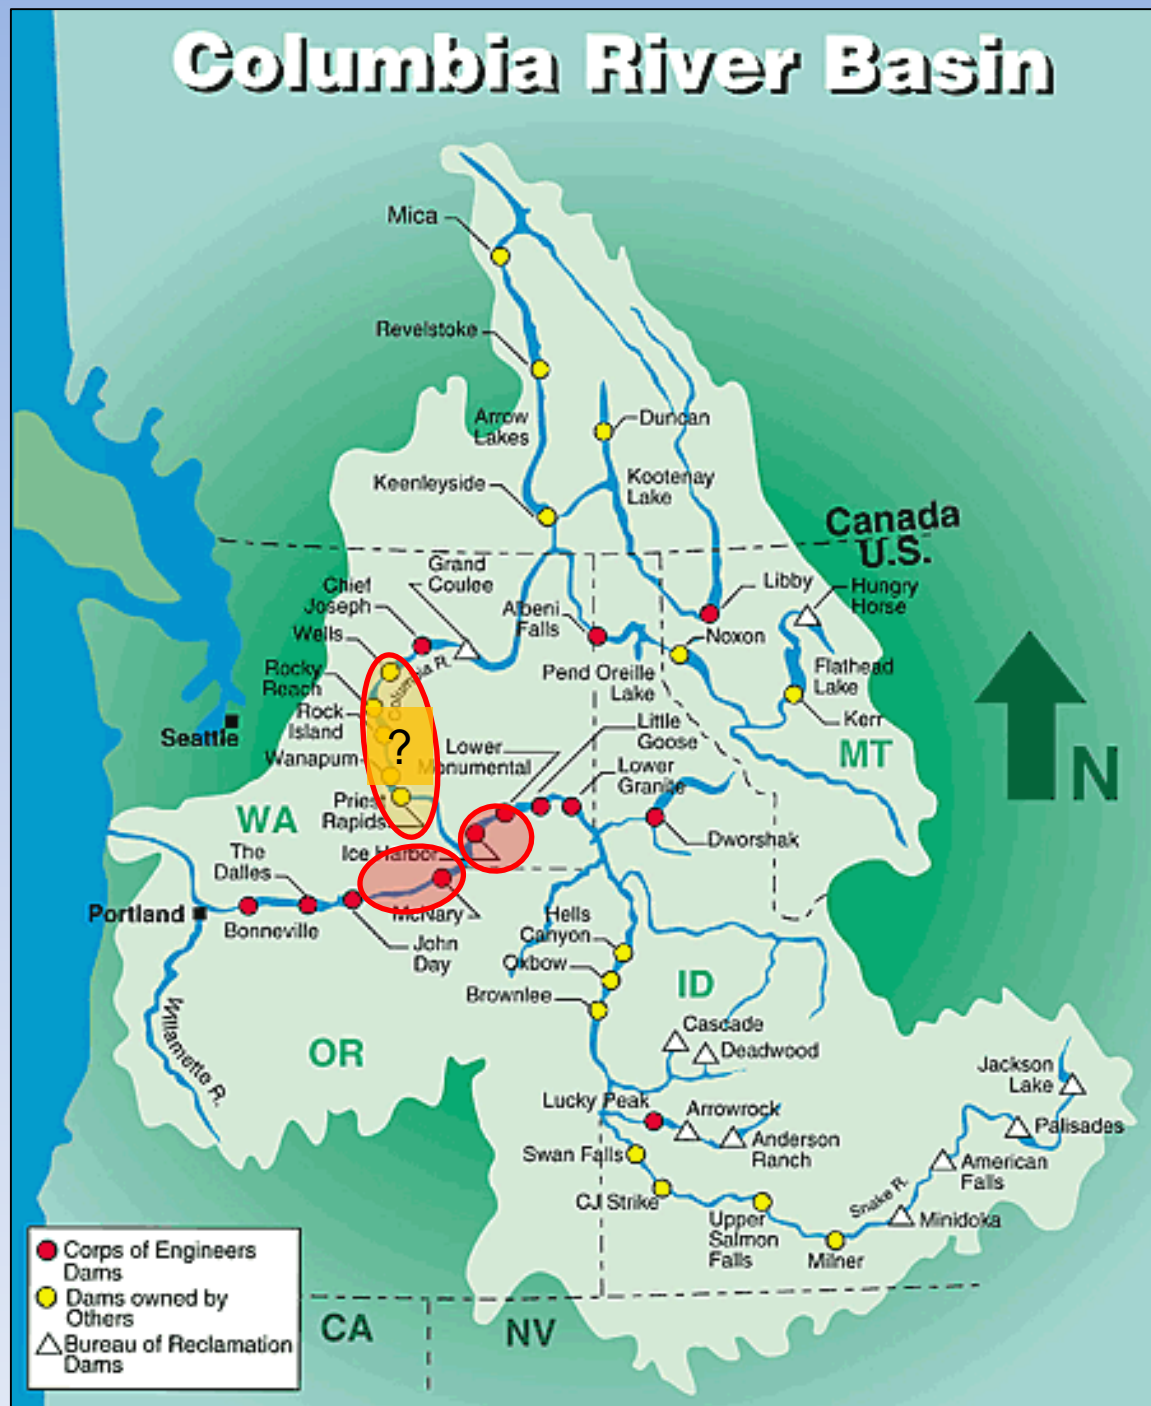 Columbia River Basin
Mica
Revelstoke
Arrow
Lakes
Duncan
Keenleyside
Kootenay
Lake
Canada
U.S.
Grand
Coulee
Chief
Joseph
Libby
Hungry
Horse
Wells
Albeni
Falls
Noxon
Rocky
Reach
Columbia R.
Pend Oreille
Lake
Flathead
Lake
Rock
Island
Kerr
Seattle
?
Little
Goose
Wanapum
Lower
Monumental
Lower
Granite
MT
N
Priest
Rapids
WA
Dworshak
Ice Harbor
The
Dalles
Portland
McNary
Bonneville
John
Day
Hells
Canyon
Oxbow
Brownlee
ID
Willamette R.
OR
Cascade
Deadwood
Jackson
Lake
Lucky Peak
Arrowrock
Palisades
Anderson
Ranch
Swan Falls
American
Falls
CJ Strike
Snake R.
Upper
Salmon
Falls
Minidoka
Milner
Corps of Engineers
Dams
Dams owned by
Others
Bureau of Reclamation
Dams
CA
NV